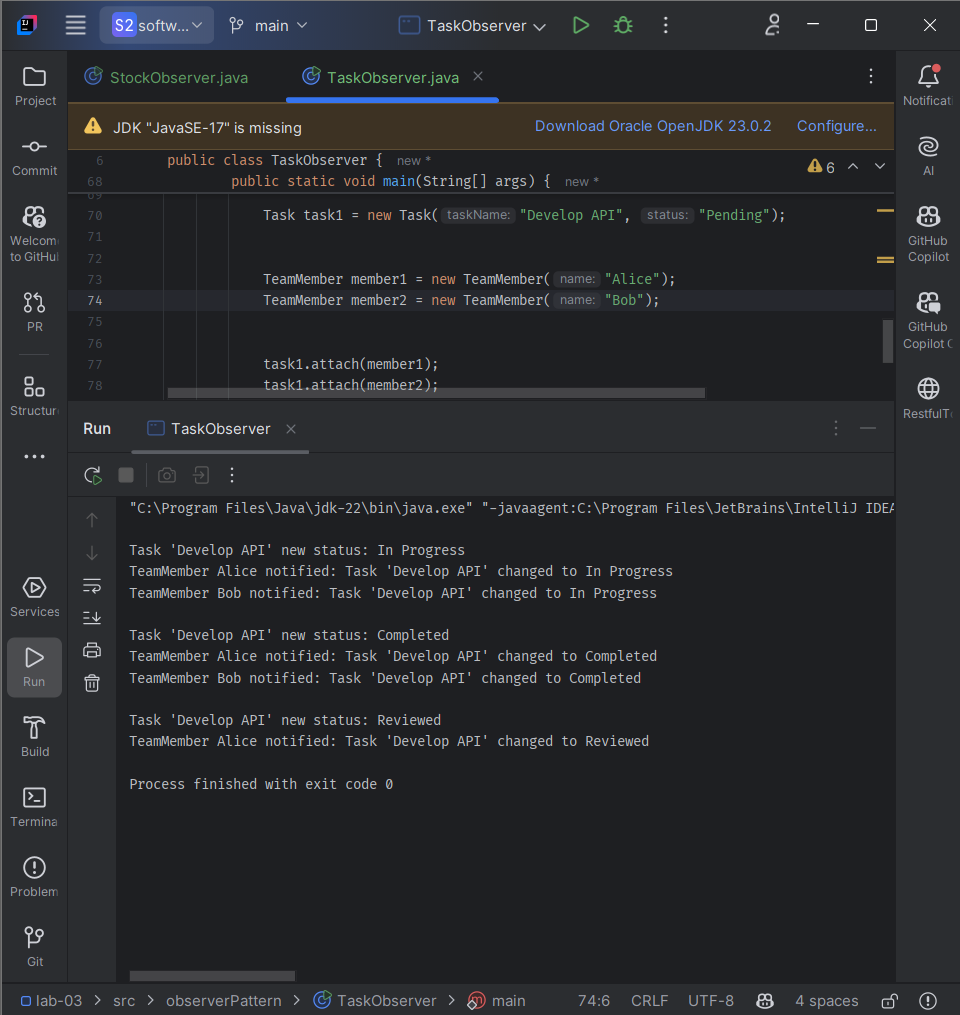 S2 softw...
main
TaskObserver
StockObserver.java
TaskObserver.java
JDK "JavaSE-17" is missing
Download Oracle OpenJDK 23.0.2
Configure...
Project
Commit
Welcom
to GitHu
PR
Structur
Services
Run
Build
Termina
Problem
Git
6 public class TaskObserver { new *
68 public static void main(String[] args) { new *
6
69
70 Task task1 = new Task( taskName: "Develop API", status: "Pending");
71
72
73 TeamMember member1 = new TeamMember( name: "Alice");
74 TeamMember member2 = new TeamMember( name: "Bob");
75
76
77 task1.attach(member1);
78 task1.attach(member2);
Notificat
AI
GitHub
Copilot
GitHub
Copilot C
RestfulT
Run
TaskObserver
"C:\Program Files\Java\jdk-22\bin\java.exe" "-javaagent:C:\Program Files\JetBrains\IntelliJ IDEA
Task 'Develop API' new status: In Progress
TeamMember Alice notified: Task 'Develop API' changed to In Progress
TeamMember Bob notified: Task 'Develop API' changed to In Progress
Task 'Develop API' new status: Completed
TeamMember Alice notified: Task 'Develop API' changed to Completed
TeamMember Bob notified: Task 'Develop API' changed to Completed
Task 'Develop API' new status: Reviewed
TeamMember Alice notified: Task 'Develop API' changed to Reviewed
Process finished with exit code 0
lab-03 > src > observerPattern > TaskObserver > main
74:6 CRLF UTF-8 4 spaces